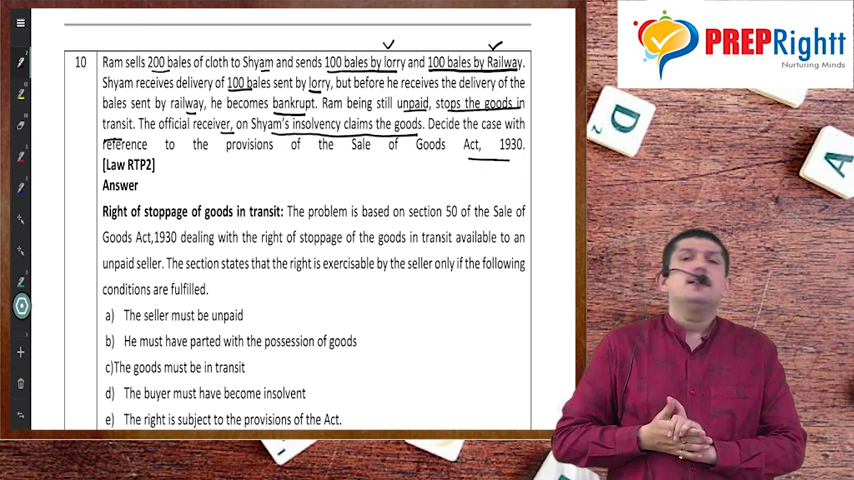 PREPRightt
Nurturing Minds
10
Ram sells 200 bales of cloth to Shyam and sends 100 bales by lorry and 100 bales by Railway.
Shyam receives delivery of 100 bales sent by lorry, but before he receives the delivery of the
bales sent by railway, he becomes bankrupt. Ram being still unpaid, stops the goods in
transit. The official receiver, on Shyam's insolvency claims the goods. Decide the case with
reference to the provisions of the Sale of Goods Act, 1930.
[Law RTP2]
Answer
Right of stoppage of goods in transit: The problem is based on section 50 of the Sale of
Goods Act,1930 dealing with the right of stoppage of the goods in transit available to an
unpaid seller. The section states that the right is exercisable by the seller only if the following
conditions are fulfilled.
a) The seller must be unpaid
b) He must have parted with the possession of goods
c)The goods must be in transit
d) The buyer must have become insolvent
e) The right is subject to the provisions of the Act.
D
2
A